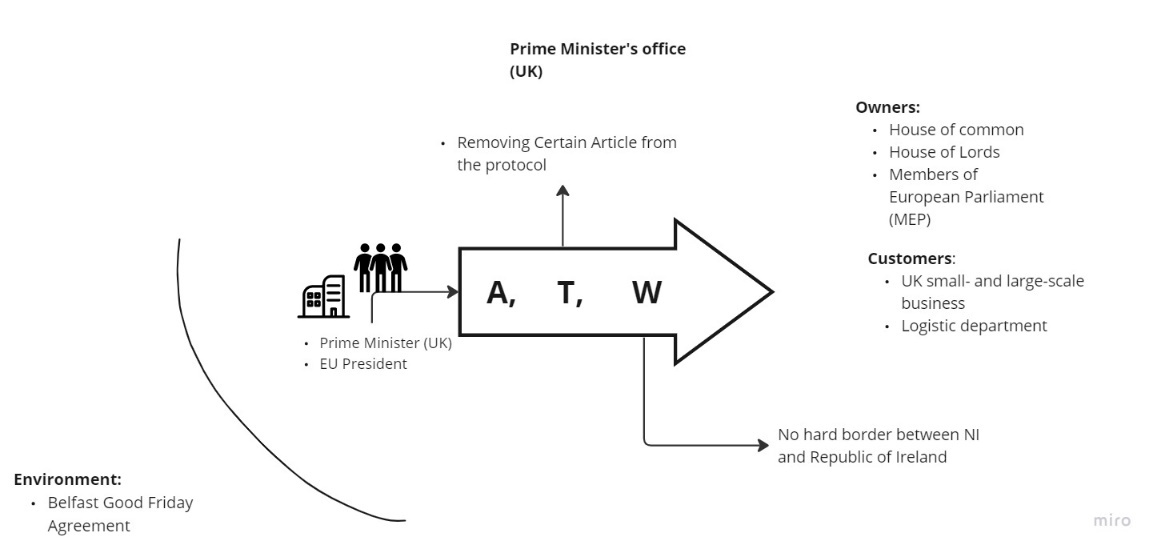 Prime Minister's office
(UK)
• Removing Certain Article from
the protocol
Owners:
• House of common
• House of Lords
• Members of
European Parliament
(MEP)
Customers:
• UK small- and large-scale
business
• Logistic department
A, T, W
• Prime Minister (UK)
• EU President
No hard border between NI
and Republic of Ireland
Environment:
• Belfast Good Friday
Agreement
miro